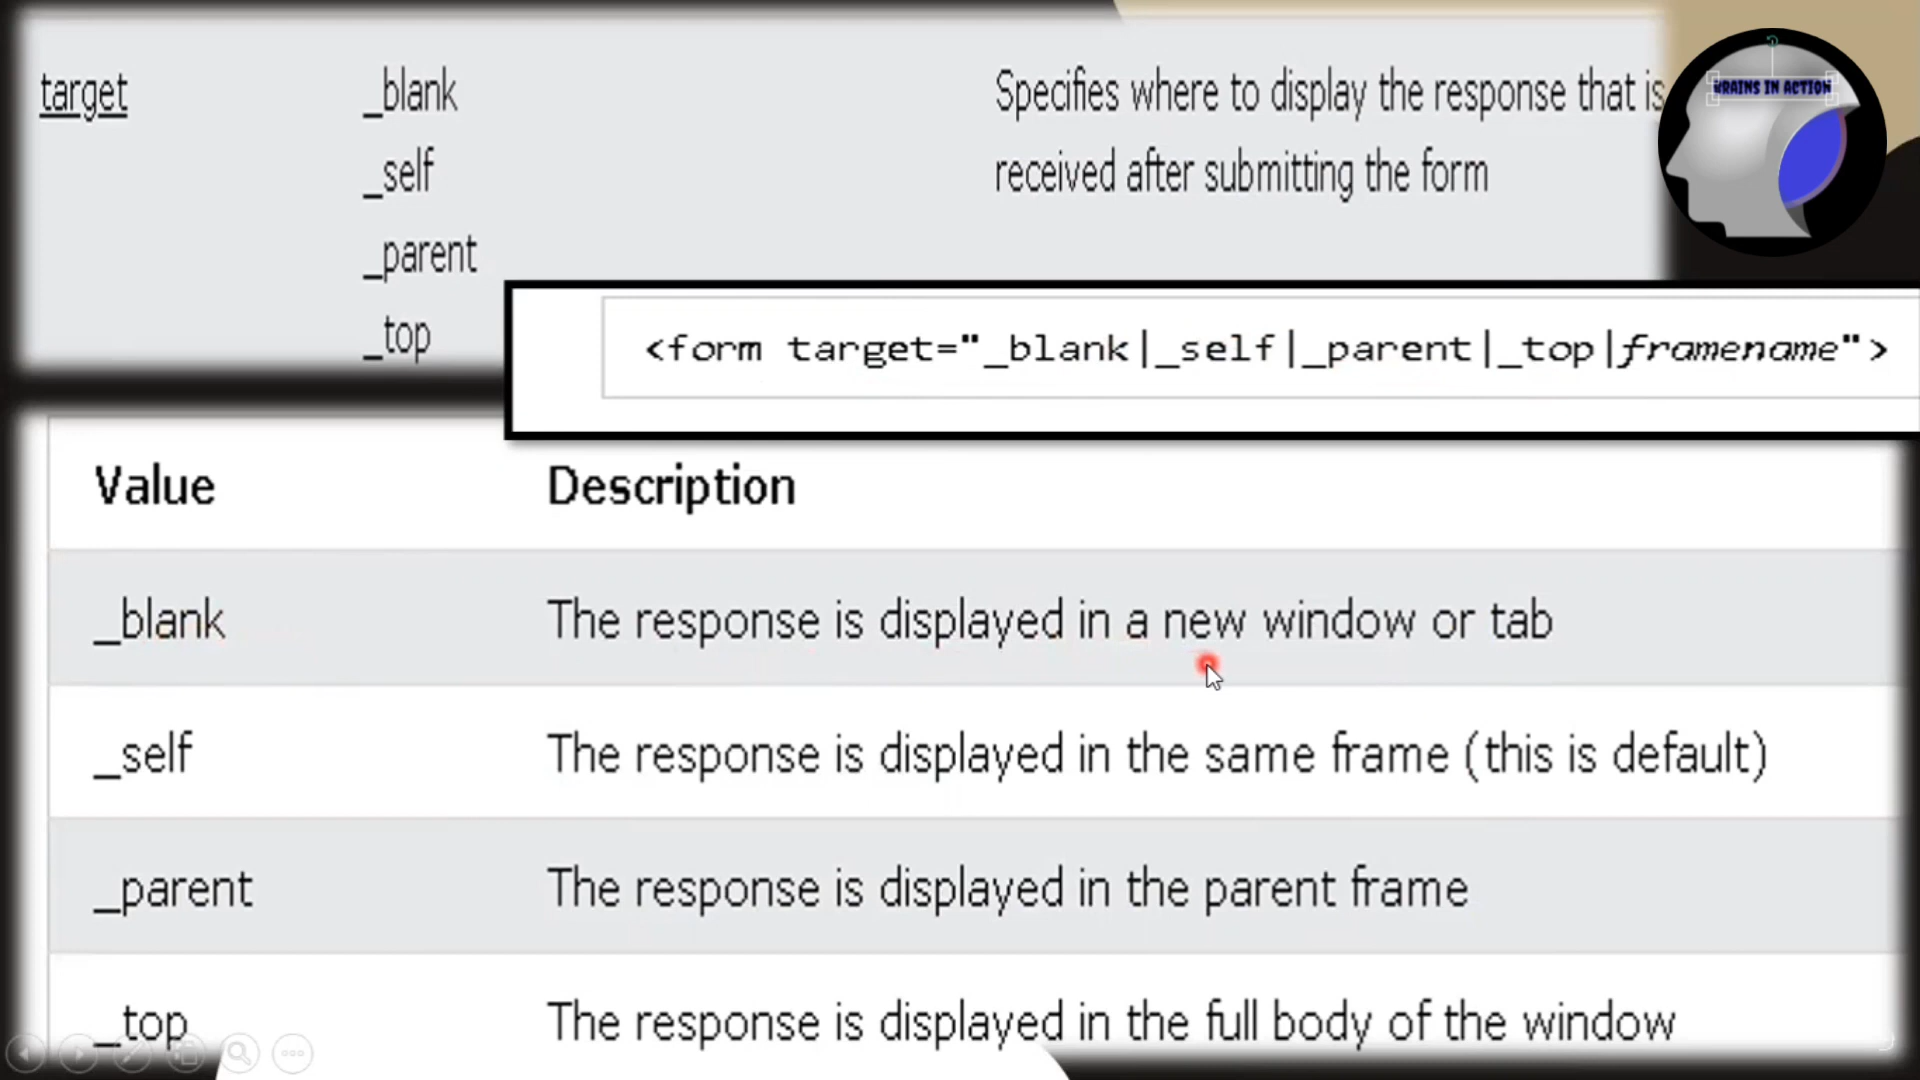 target _blank Specifies where to display the response that is
_self received after submitting the form
_parent
_top
<form target="_blank|_self|_parent|_top|framename">
Value Description
_blank The response is displayed in a new window or tab
_self The response is displayed in the same frame (this is default)
_parent The response is displayed in the parent frame
_top The response is displayed in the full body of the window
IN ACTION